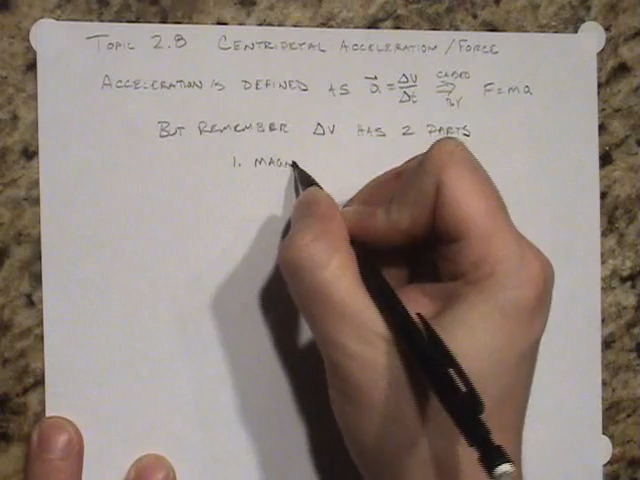 Topic 2.8 Centripetal Acceleration/Force
Acceleration is defined as a⃗ = Δv/Δt caused by ⇒ F=ma
But remember Δv has 2 parts
1. Magn